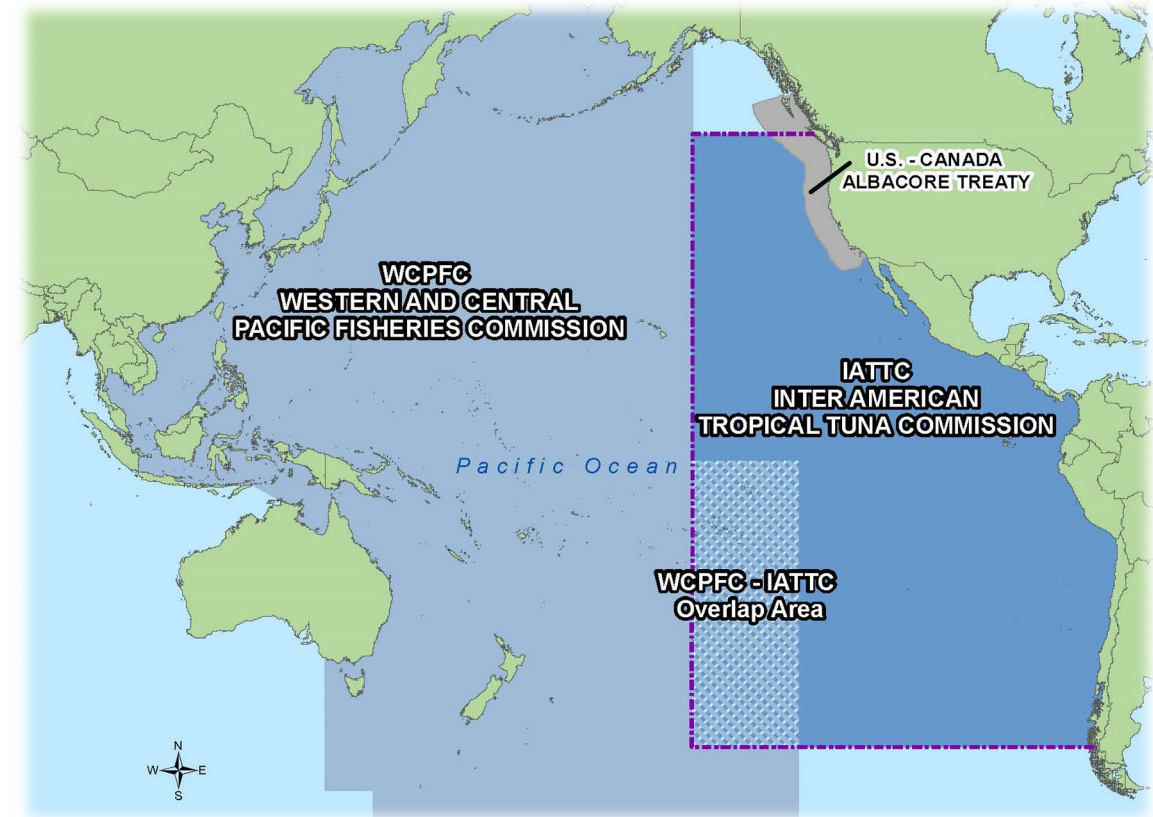 U.S. - CANADA
ALBACORE TREATY
WCPFC
WESTERN AND CENTRAL
PACIFIC FISHERIES COMMISSION
IATTC
INTER AMERICAN
TROPICAL TUNA COMMISSION
Pacific Ocean
WCPFC - IATTC
Overlap Area
N
W E
S